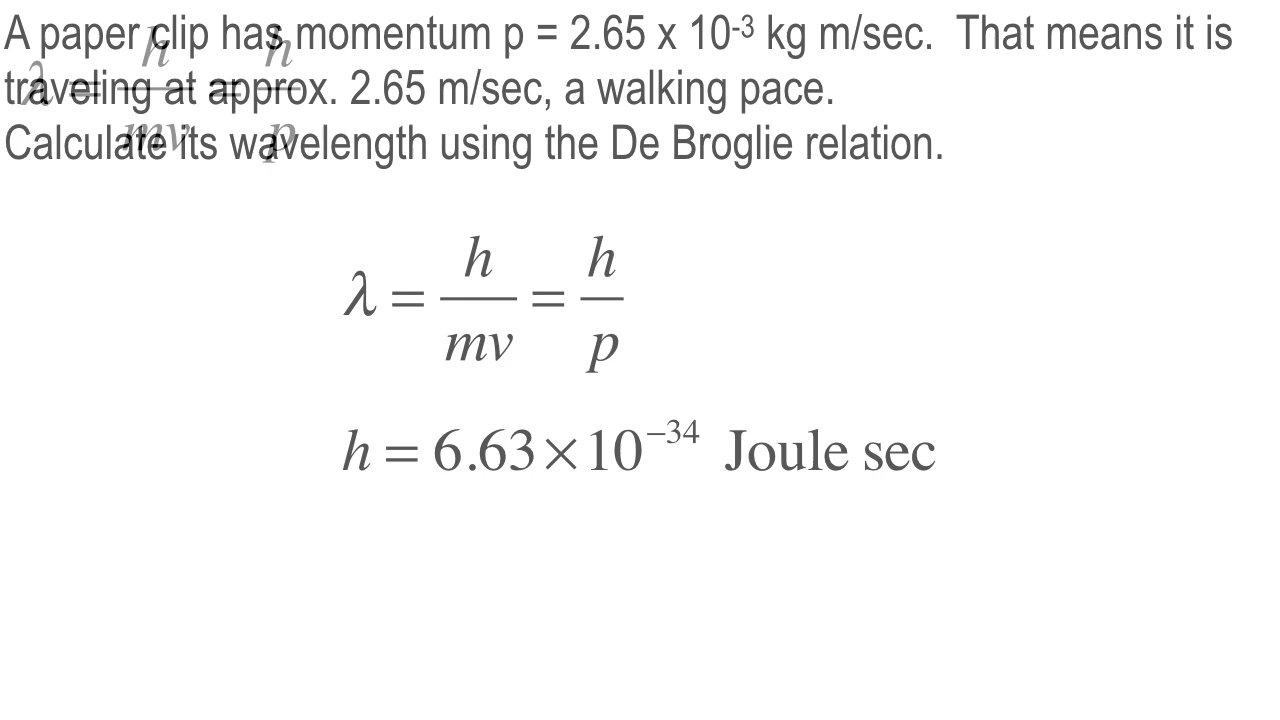 A paper clip has momentum p = 2.65 x 10⁻³ kg m/sec.  That means it is
traveling at approx. 2.65 m/sec, a walking pace.
Calculate its wavelength using the De Broglie relation.
λ = h/mv = h/p
λ = h/mv = h/p
h = 6.63×10⁻³⁴ Joule sec